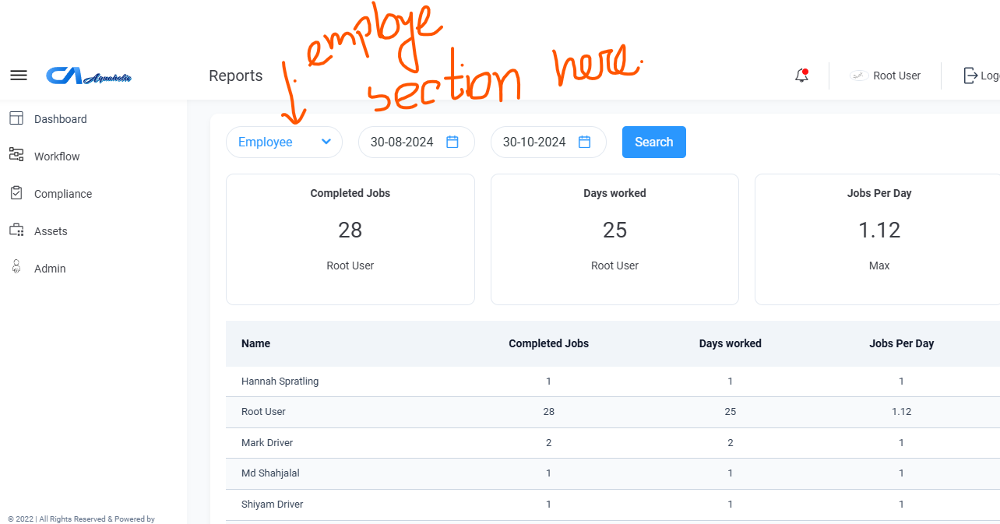 employe
section here.
CA Aquaholic
Reports
Root User
Log
Dashboard
Workflow
Compliance
Assets
Admin
Employee 30-08-2024 30-10-2024 Search
Completed Jobs Days worked Jobs Per Day
28 25 1.12
Root User Root User Max
Name Completed Jobs Days worked Jobs Per Day
Hannah Spratling 1 1 1
Root User 28 25 1.12
Mark Driver 2 2 1
Md Shahjalal 1 1 1
Shiyam Driver 1 1 1
© 2022 | All Rights Reserved & Powered by